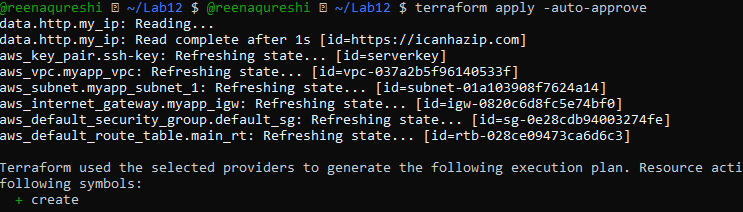 @reenaqureshi ~/Lab12 $ @reenaqureshi ~/Lab12 $ terraform apply -auto-approve
data.http.my_ip: Reading...
data.http.my_ip: Read complete after 1s [id=https://icanhazip.com]
aws_key_pair.ssh-key: Refreshing state... [id=serverkey]
aws_vpc.myapp_vpc: Refreshing state... [id=vpc-037a2b5f96140533f]
aws_subnet.myapp_subnet_1: Refreshing state... [id=subnet-01a103908f7624a14]
aws_internet_gateway.myapp_igw: Refreshing state... [id=igw-0820c6d8fc5e74bf0]
aws_default_security_group.default_sg: Refreshing state... [id=sg-0e28cdb94003274fe]
aws_default_route_table.main_rt: Refreshing state... [id=rtb-028ce09473ca6d6c3]
Terraform used the selected providers to generate the following execution plan. Resource acti
following symbols:
+ create